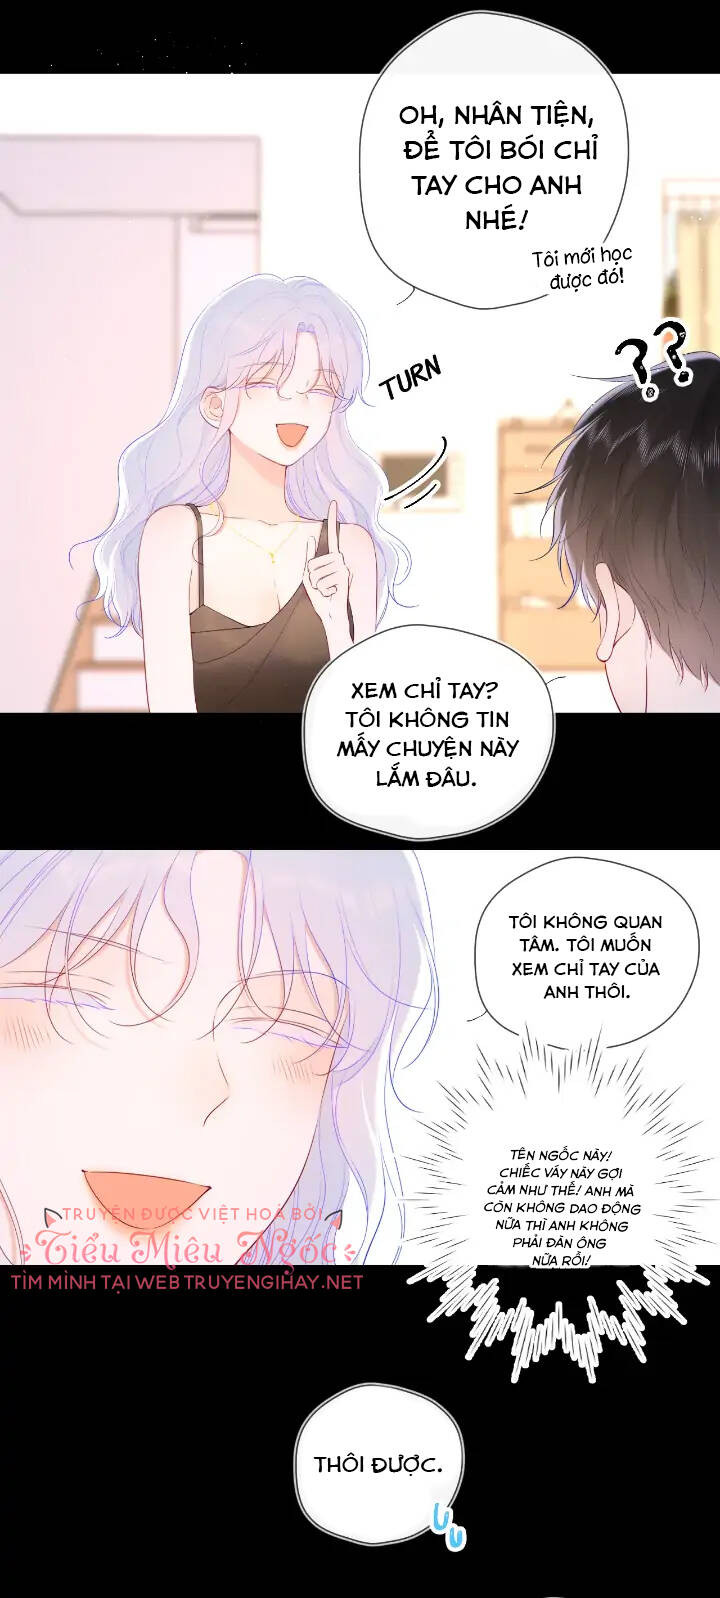 OH, NHÂN TIỆN,
ĐỂ TÔI BÓI CHỈ
TAY CHO ANH
NHÉ!
Tôi mới học
được đó!
TURN
???
XEM CHỈ TAY?
TÔI KHÔNG TIN
MẤY CHUYỆN NÀY
LẮM ĐÂU.
TÔI KHÔNG QUAN
TÂM. TÔI MUỐN
XEM CHỈ TAY CỦA
ANH THÔI.
TÊN NGỐC NÀY!
CHIẾC VÁY NÀY GỢI
CẢM NHƯ THẾ! ANH MÀ
CÒN KHÔNG DAO ĐỘNG
NỮA THÌ ANH KHÔNG
PHẢI ĐÀN ÔNG
NỮA RỒI!
TRUYỆN ĐƯỢC VIỆT HOÁ BỞI
Tiểu Miêu Ngốc
TÌM MÌNH TẠI WEB TRUYENGIHAY.NET
THÔI ĐƯỢC.